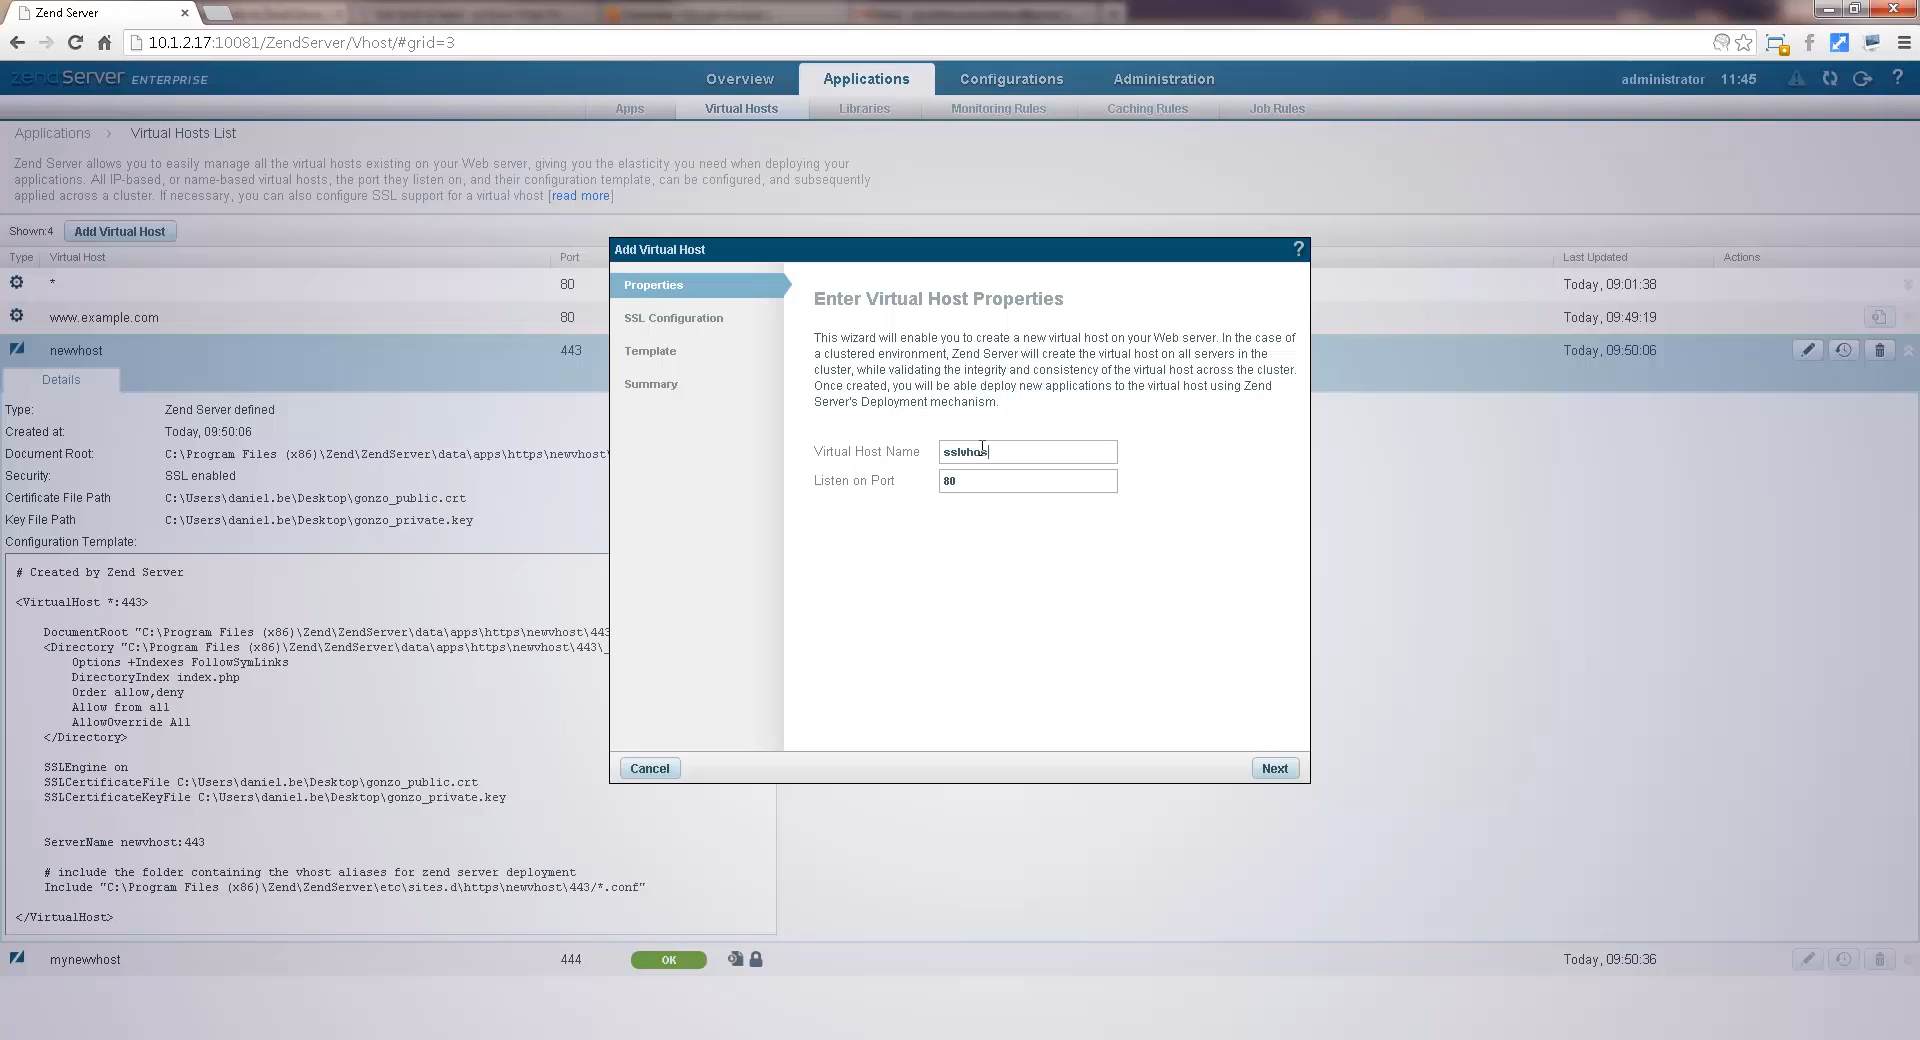 Zend Server
10.1.2.17:10081/ZendServer/Vhost/#grid=3
zendServer ENTERPRISE
Overview
Applications
Configurations
Administration
administrator
11:45
?
Apps
Virtual Hosts
Libraries
Monitoring Rules
Caching Rules
Job Rules
Applications > Virtual Hosts List
Zend Server allows you to easily manage all the virtual hosts existing on your Web server, giving you the elasticity you need when deploying your
applications. All IP-based, or name-based virtual hosts, the port they listen on, and their configuration template, can be configured, and subsequently
applied across a cluster. If necessary, you can also configure SSL support for a virtual vhost [read more]
Shown:4
Add Virtual Host
Type
Virtual Host
Port
Last Updated
Actions
*
80
Today, 09:01:38
www.example.com
80
Today, 09:49:19
newvhost
443
Today, 09:50:06
Details
Type:
Zend Server defined
Created at:
Today, 09:50:06
Document Root:
C:\Program Files (x86)\Zend\ZendServer\data\apps\https\newvhost\
Security:
SSL enabled
Certificate File Path
C:\Users\daniel.be\Desktop\gonzo_public.crt
Key File Path
C:\Users\daniel.be\Desktop\gonzo_private.key
Configuration Template:
# Created by Zend Server
<VirtualHost *:443>
DocumentRoot "C:\Program Files (x86)\Zend\ZendServer\data\apps\https\newvhost\443
<Directory "C:\Program Files (x86)\Zend\ZendServer\data\apps\https\newvhost\443\_
Options +Indexes FollowSymLinks
DirectoryIndex index.php
Order allow,deny
Allow from all
AllowOverride All
</Directory>
SSLEngine on
SSLCertificateFile C:\Users\daniel.be\Desktop\gonzo_public.crt
SSLCertificateKeyFile C:\Users\daniel.be\Desktop\gonzo_private.key
ServerName newvhost:443
# include the folder containing the vhost aliases for zend server deployment
Include "C:\Program Files (x86)\Zend\ZendServer\etc\sites.d\https\newvhost\443/*.conf"
</VirtualHost>
mynewvhost
444
OK
Today, 09:50:36
Add Virtual Host
?
Properties
SSL Configuration
Template
Summary
Enter Virtual Host Properties
This wizard will enable you to create a new virtual host on your Web server. In the case of
a clustered environment, Zend Server will create the virtual host on all servers in the
cluster, while validating the integrity and consistency of the virtual host across the cluster.
Once created, you will be able deploy new applications to the virtual host using Zend
Server's Deployment mechanism.
Virtual Host Name
sslvhos
Listen on Port
80
Cancel
Next